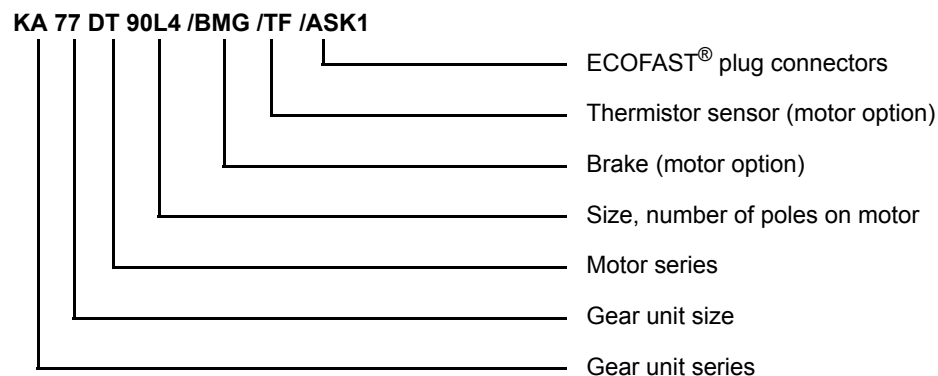 KA 77 DT 90L4 /BMG /TF /ASK1
ECOFAST® plug connectors
Thermistor sensor (motor option)
Brake (motor option)
Size, number of poles on motor
Motor series
Gear unit size
Gear unit series